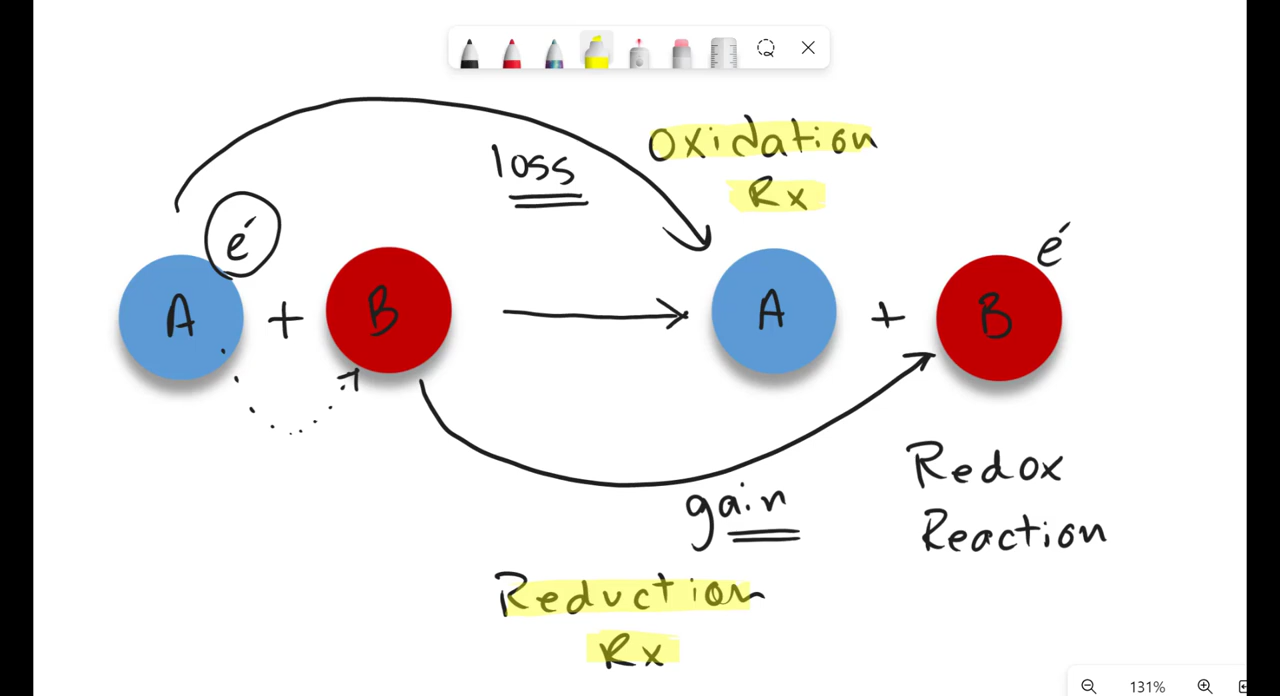 loss
Oxidation
Rx
é
é
A + B → A + B
gain
Redox
Reaction
Reduction
Rx
131%